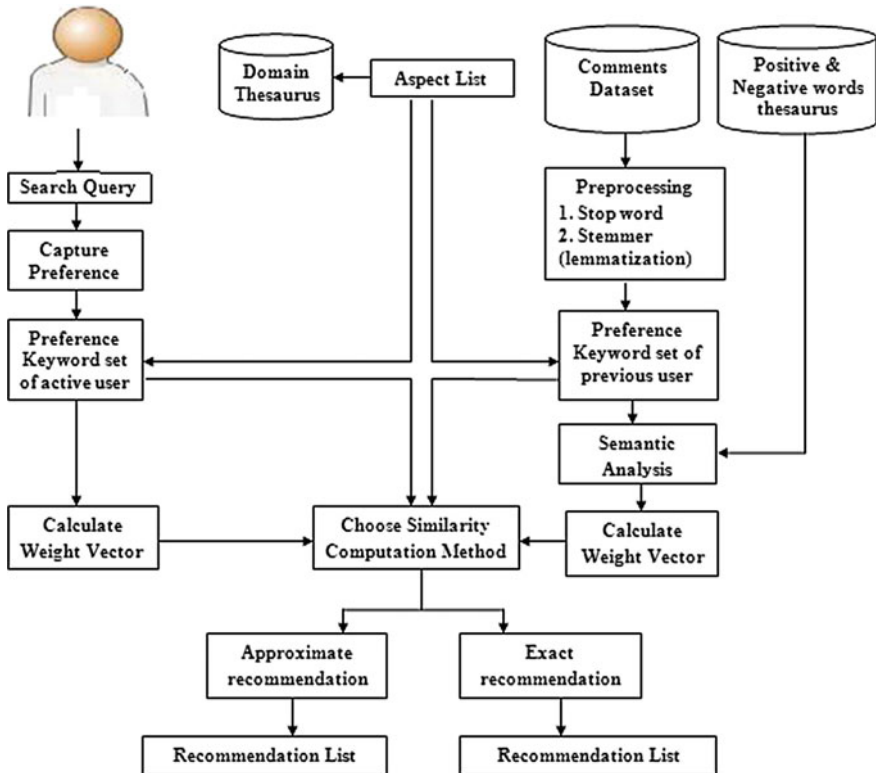 Domain
Thesaurus
Aspect List
Comments
Dataset
Positive &
Negative words
thesaurus
Search Query
Preprocessing
1. Stop word
2. Stemmer
(lemmatization)
Capture
Preference
Preference
Keyword set
of active user
Preference
Keyword set of
previous user
Semantic
Analysis
Calculate
Weight Vector
Choose Similarity
Computation Method
Calculate
Weight Vector
Approximate
recommendation
Exact
recommendation
Recommendation List
Recommendation List